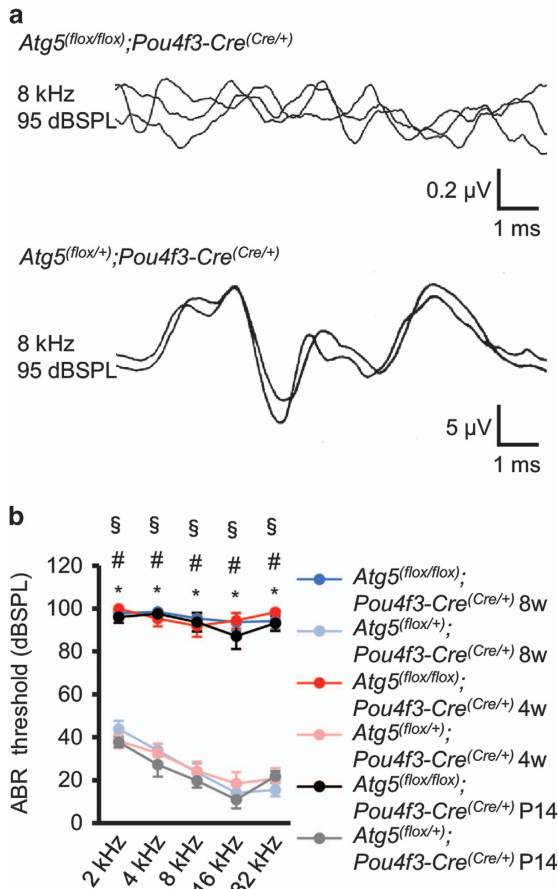 a
Atg5(flox/flox);Pou4f3-Cre(Cre/+)
8 kHz
95 dBSPL
0.2 µV
1 ms
Atg5(flox/+);Pou4f3-Cre(Cre/+)
8 kHz
95 dBSPL
5 µV
1 ms
b
§ § § § §
# # # # #
* * * * *
120
100
80
60
40
20
0
ABR threshold (dBSPL)
2 kHz
4 kHz
8 kHz
16 kHz
32 kHz
Atg5(flox/flox);
Pou4f3-Cre(Cre/+) 8w
Atg5(flox/+);
Pou4f3-Cre(Cre/+) 8w
Atg5(flox/flox);
Pou4f3-Cre(Cre/+) 4w
Atg5(flox/+);
Pou4f3-Cre(Cre/+) 4w
Atg5(flox/flox);
Pou4f3-Cre(Cre/+) P14
Atg5(flox/+);
Pou4f3-Cre(Cre/+) P14